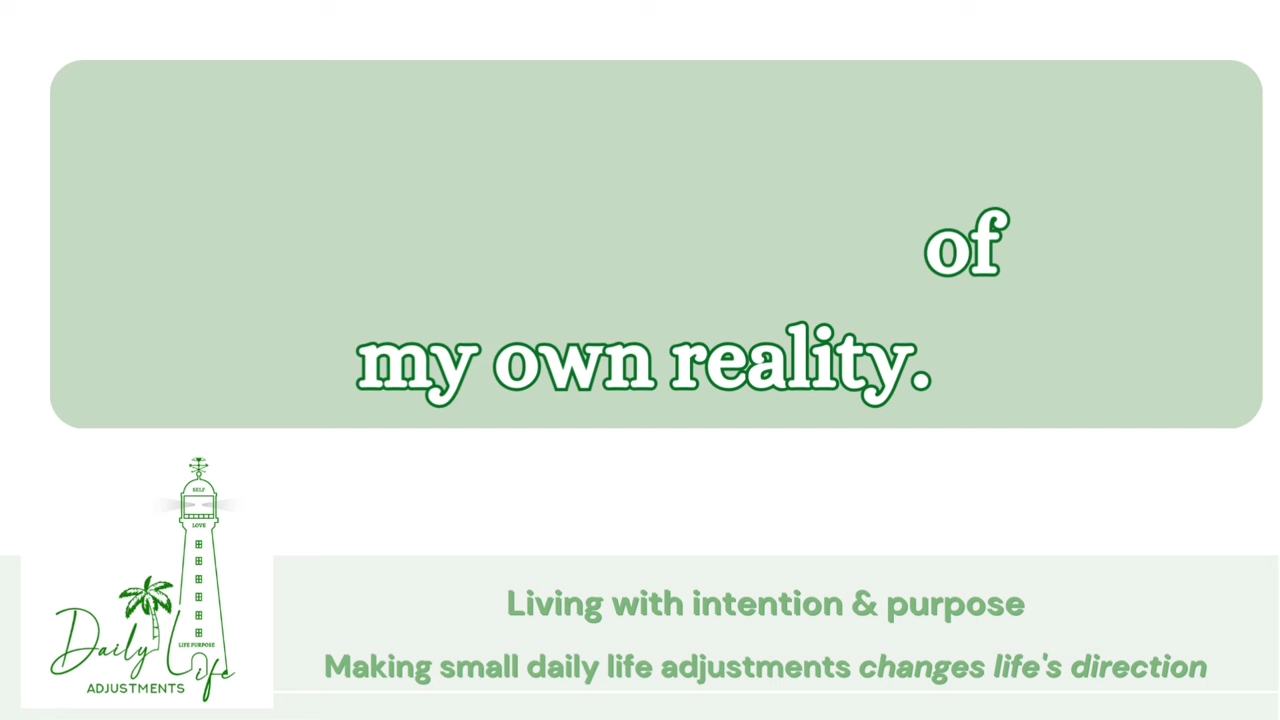 of
my own reality.
SELF
LOVE
LIFE PURPOSE
Daily Life
ADJUSTMENTS
Living with intention & purpose
Making small daily life adjustments changes life's direction